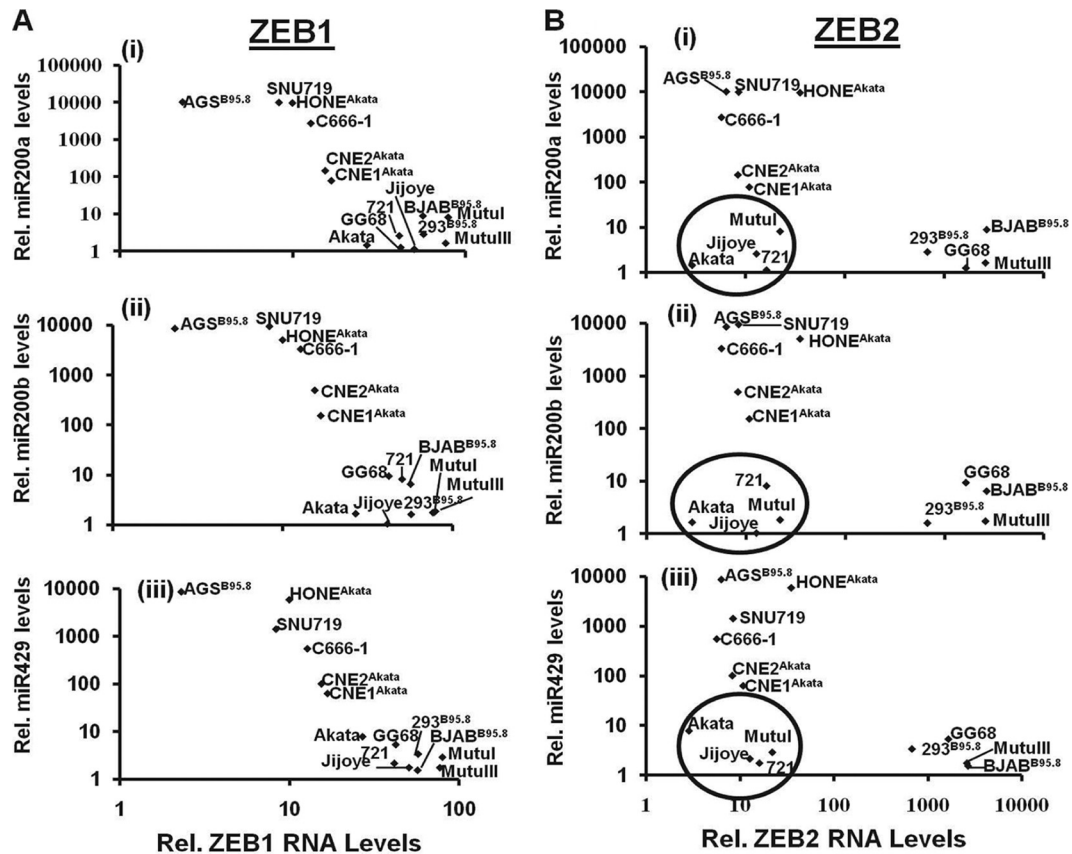 A
ZEB1
(i)
Rel. miR200a levels
100000
10000
1000
100
10
1
AGSB95.8
SNU719
HONEAkata
C666-1
CNE2Akata
CNE1Akata
Jijoye
721
BJABB95.8
MutuI
GG68
293B95.8
Akata
MutuIII
(ii)
Rel. miR200b levels
10000
1000
100
10
1
AGSB95.8
SNU719
HONEAkata
C666-1
CNE2Akata
CNE1Akata
BJABB95.8
721
MutuI
GG68
MutuIII
Akata
Jijoye
293B95.8
(iii)
Rel. miR429 levels
10000
1000
100
10
1
AGSB95.8
HONEAkata
SNU719
C666-1
CNE2Akata
CNE1Akata
293B95.8
Akata
GG68
BJABB95.8
721
Jijoye
MutuI
MutuIII
1
10
100
Rel. ZEB1 RNA Levels
B
ZEB2
(i)
Rel. miR200a levels
100000
10000
1000
100
10
1
AGSB95.8
SNU719
HONEAkata
C666-1
CNE2Akata
CNE1Akata
MutuI
Jijoye
Akata
721
BJABB95.8
293B95.8
GG68
MutuIII
(ii)
Rel. miR200b levels
10000
1000
100
10
1
AGSB95.8
SNU719
HONEAkata
C666-1
CNE2Akata
CNE1Akata
721
Akata
MutuI
Jijoye
GG68
BJABB95.8
293B95.8
MutuIII
(iii)
Rel. miR429 levels
10000
1000
100
10
1
AGSB95.8
HONEAkata
SNU719
C666-1
CNE2Akata
CNE1Akata
Akata
MutuI
Jijoye
721
GG68
293B95.8
MutuIII
BJABB95.8
1
10
100
1000
10000
Rel. ZEB2 RNA Levels